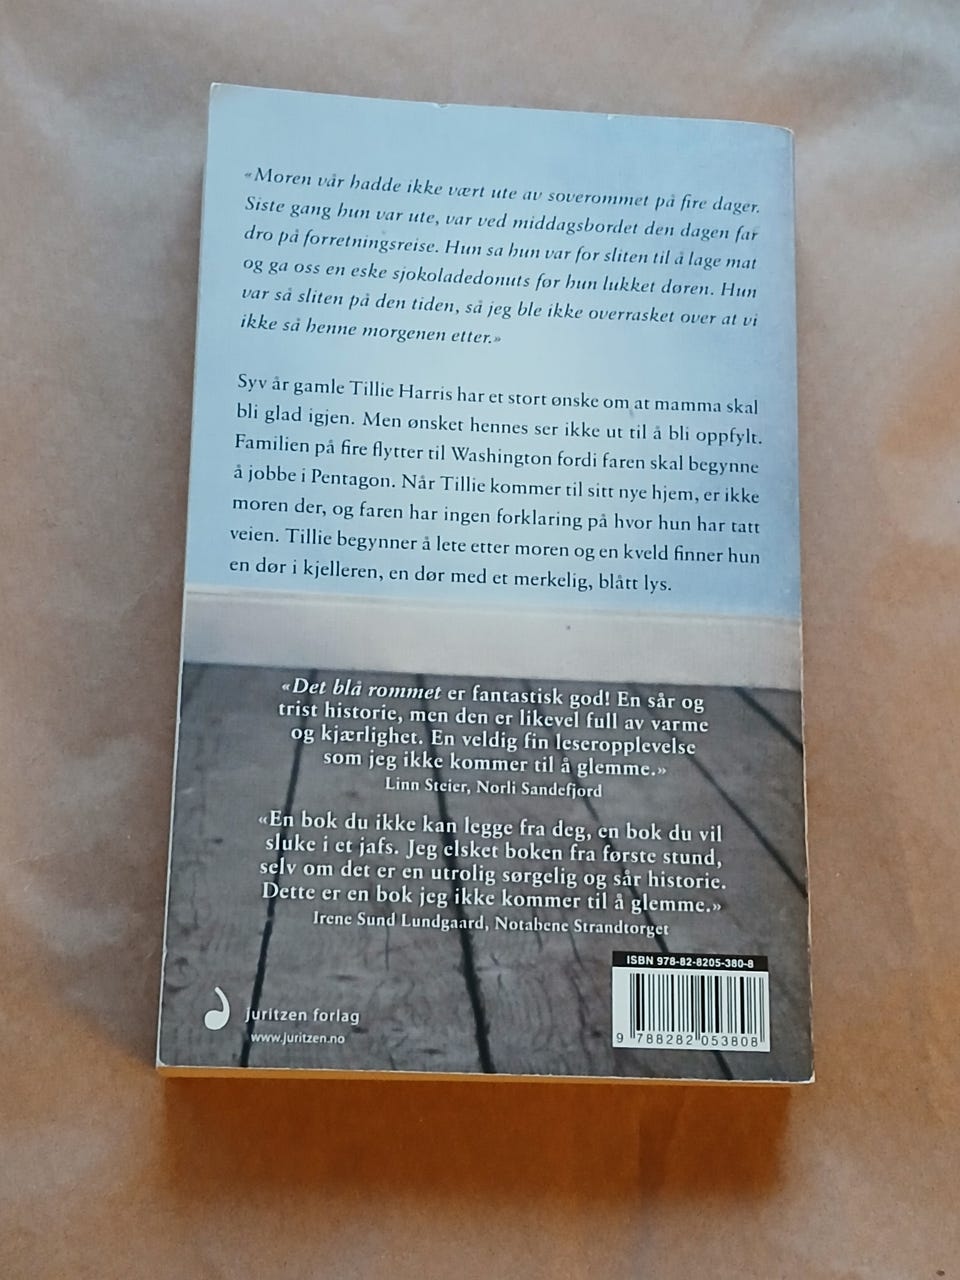 «Moren vår hadde ikke vært ute av soverommet på fire dager.
Siste gang hun var ute, var ved middagsbordet den dagen far
dro på forretningsreise. Hun sa hun var for sliten til å lage mat
og ga oss en eske sjokoladedonuts før hun lukket døren. Hun
var så sliten på den tiden, så jeg ble ikke overrasket over at vi
ikke så henne morgenen etter.»
Syv år gamle Tillie Harris har et stort ønske om at mamma skal
bli glad igjen. Men ønsket hennes ser ikke ut til å bli oppfylt.
Familien på fire flytter til Washington fordi faren skal begynne
å jobbe i Pentagon. Når Tillie kommer til sitt nye hjem, er ikke
moren der, og faren har ingen forklaring på hvor hun har tatt
veien. Tillie begynner å lete etter moren og en kveld finner hun
en dør i kjelleren, en dør med et merkelig, blått lys.
«Det blå rommet er fantastisk god! En sår og
trist historie, men den er likevel full av varme
og kjærlighet. En veldig fin leseropplevelse
som jeg ikke kommer til å glemme.»
Linn Steier, Norli Sandefjord
«En bok du ikke kan legge fra deg, en bok du vil
sluke i et jafs. Jeg elsket boken fra første stund,
selv om det er en utrolig sørgelig og sår historie.
Dette er en bok jeg ikke kommer til å glemme.»
Irene Sund Lundgaard, Notabene Strandtorget
ISBN 978-82-8205-380-8
9 788282 053808
juritzen forlag
www.juritzen.no